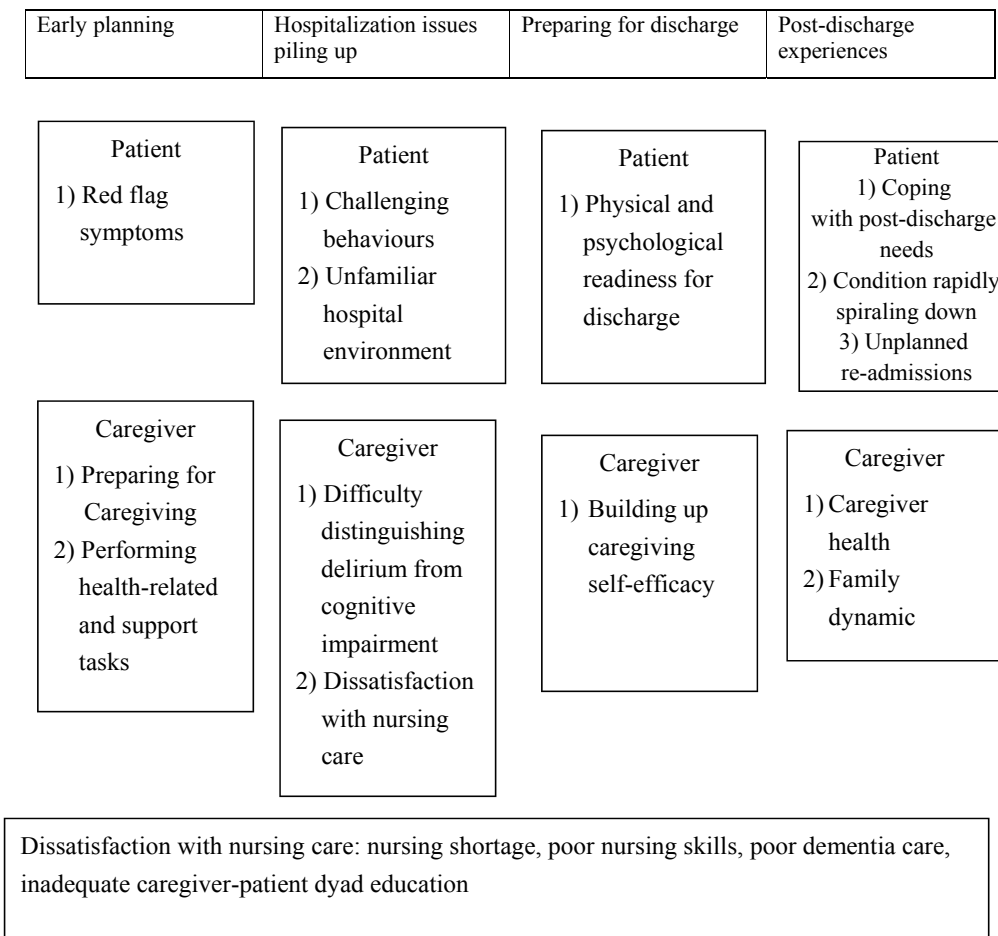 Early planning
Hospitalization issues
piling up
Preparing for discharge
Post-discharge
experiences
Patient
1) Red flag
symptoms
Patient
1) Challenging
behaviours
2) Unfamiliar
hospital
environment
Patient
1) Physical and
psychological
readiness for
discharge
Patient
1) Coping
with post-discharge
needs
2) Condition rapidly
spiraling down
3) Unplanned
re-admissions
Caregiver
1) Preparing for
Caregiving
2) Performing
health-related
and support
tasks
Caregiver
1) Difficulty
distinguishing
delirium from
cognitive
impairment
2) Dissatisfaction
with nursing
care
Caregiver
1) Building up
caregiving
self-efficacy
Caregiver
1) Caregiver
health
2) Family
dynamic
Dissatisfaction with nursing care: nursing shortage, poor nursing skills, poor dementia care,
inadequate caregiver-patient dyad education